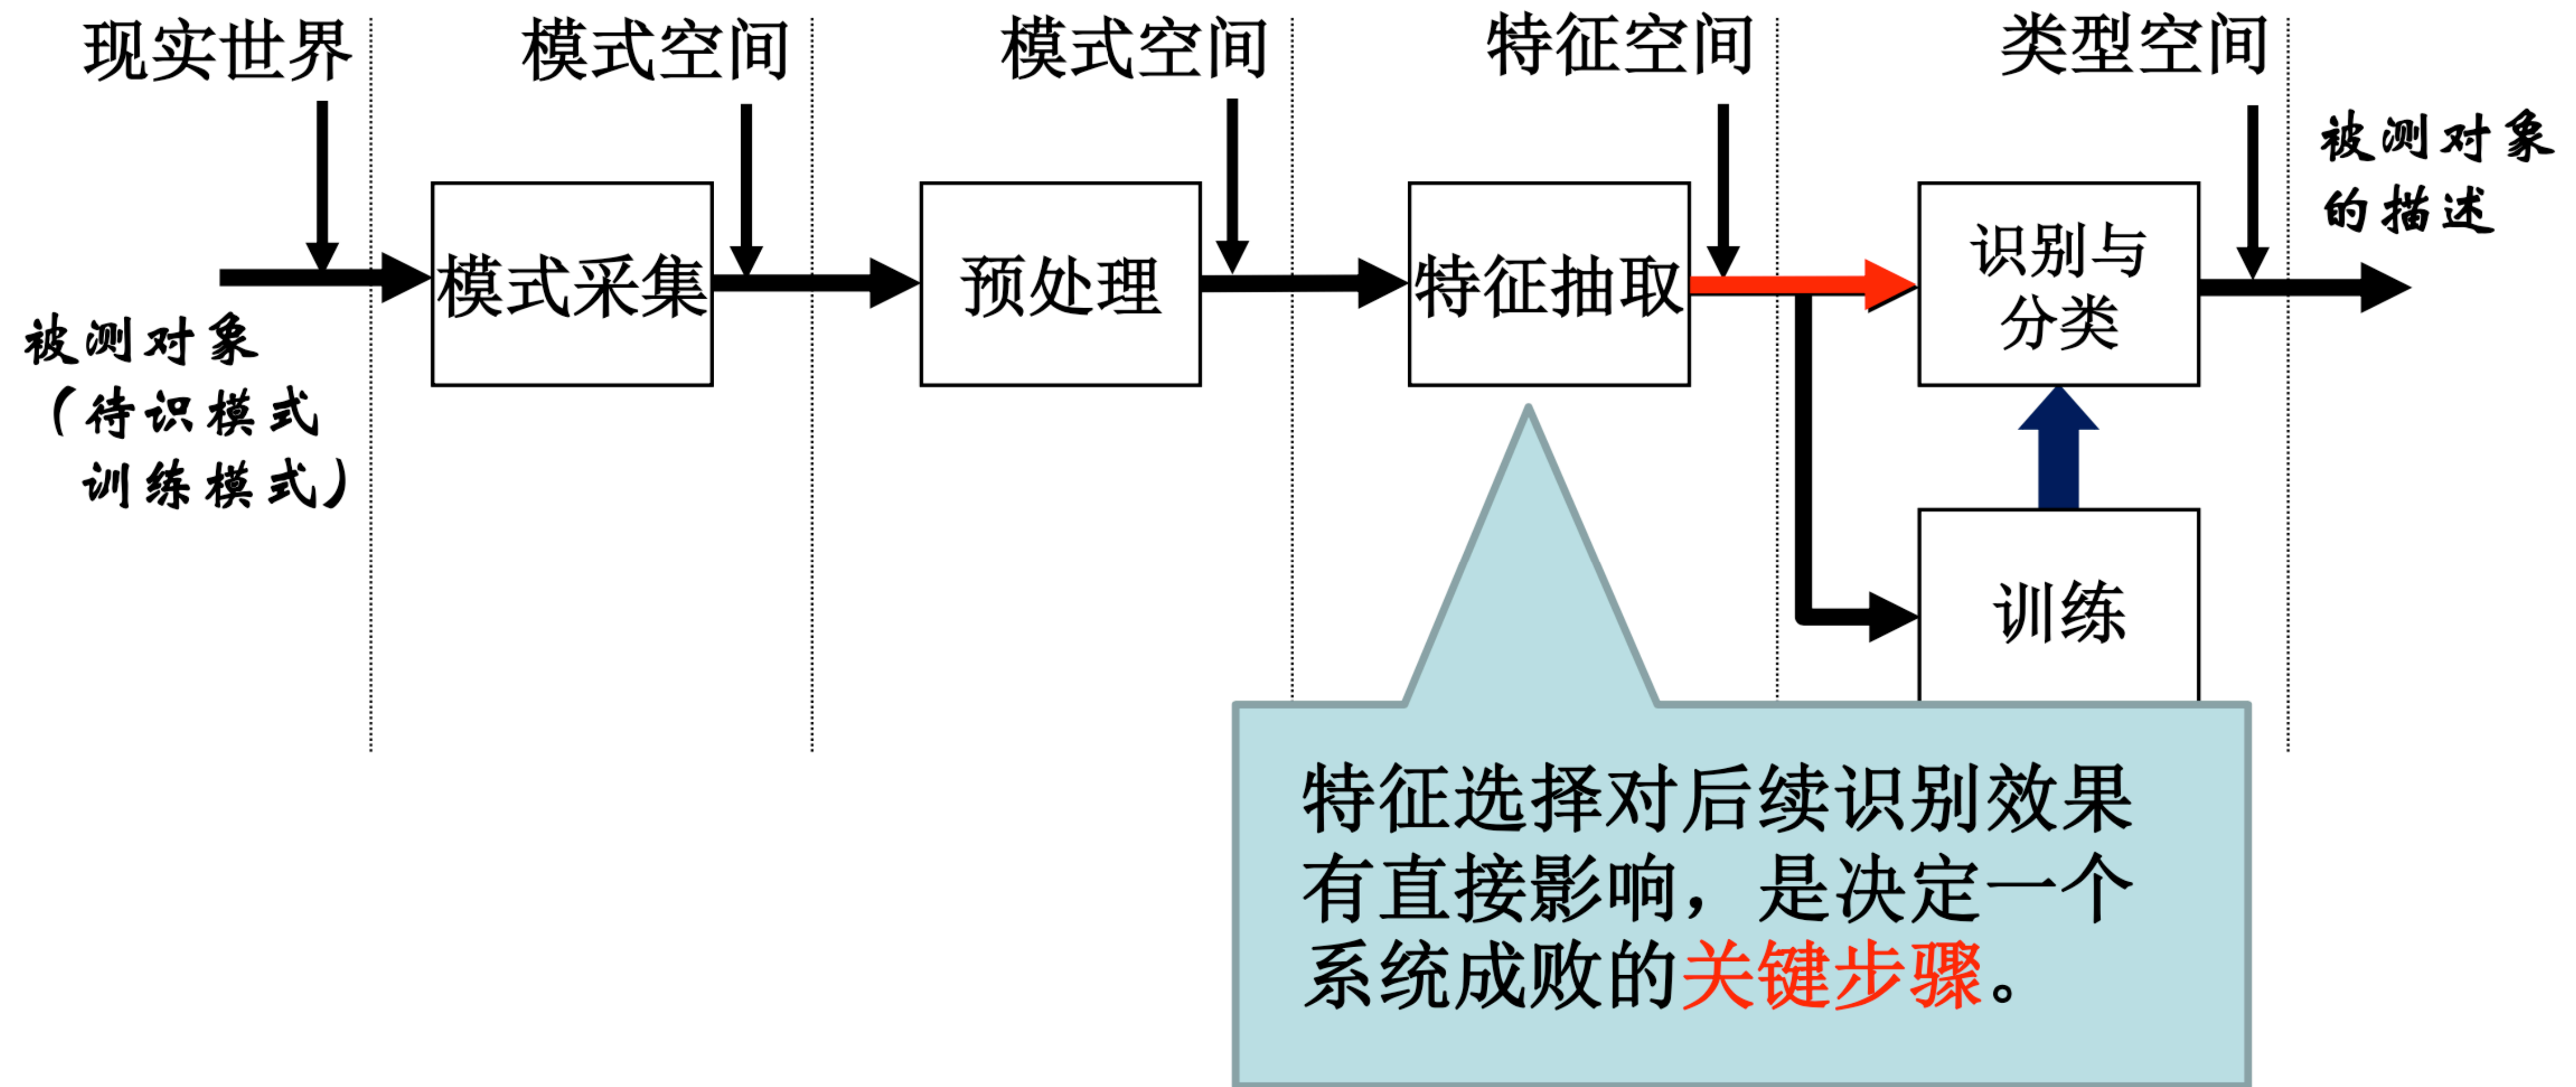 现实世界
模式空间
模式空间
特征空间
类型空间
被测对象
(待识模式
训练模式)
模式采集
预处理
特征抽取
识别与
分类
被测对象
的描述
训练
特征选择对后续识别效果
有直接影响，是决定一个
系统成败的关键步骤。